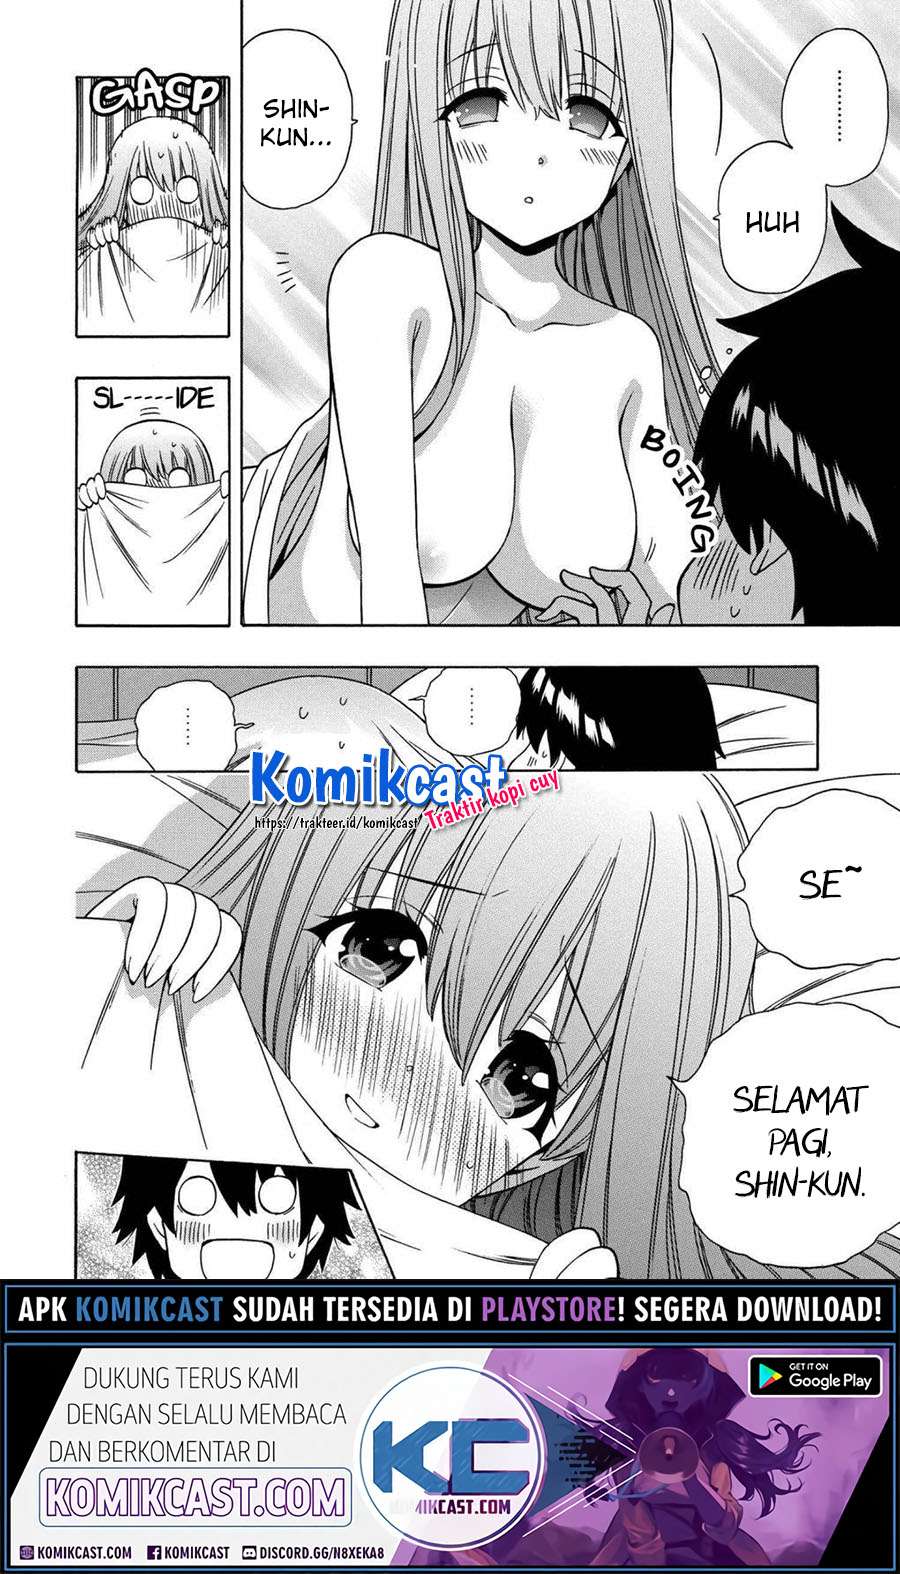 ………
HUH
SHIN-
KUN...
BOING
GASP
SL------IDE
......
......
Komikcast
Traktir kopi cuy
https://trakteer.id/komikcast
SE~
SELAMAT
PAGI,
SHIN-KUN.
APK KOMIKCAST SUDAH TERSEDIA DI PLAYSTORE! SEGERA DOWNLOAD!
DUKUNG TERUS KAMI
DENGAN SELALU MEMBACA
DAN BERKOMENTAR DI
KOMIKCAST.COM
KOMIKCAST.COM KOMIKCAST DISCORD.GG/N8XEKA8
KC
KOMIKCAST.COM
GET IT ON
Google Play